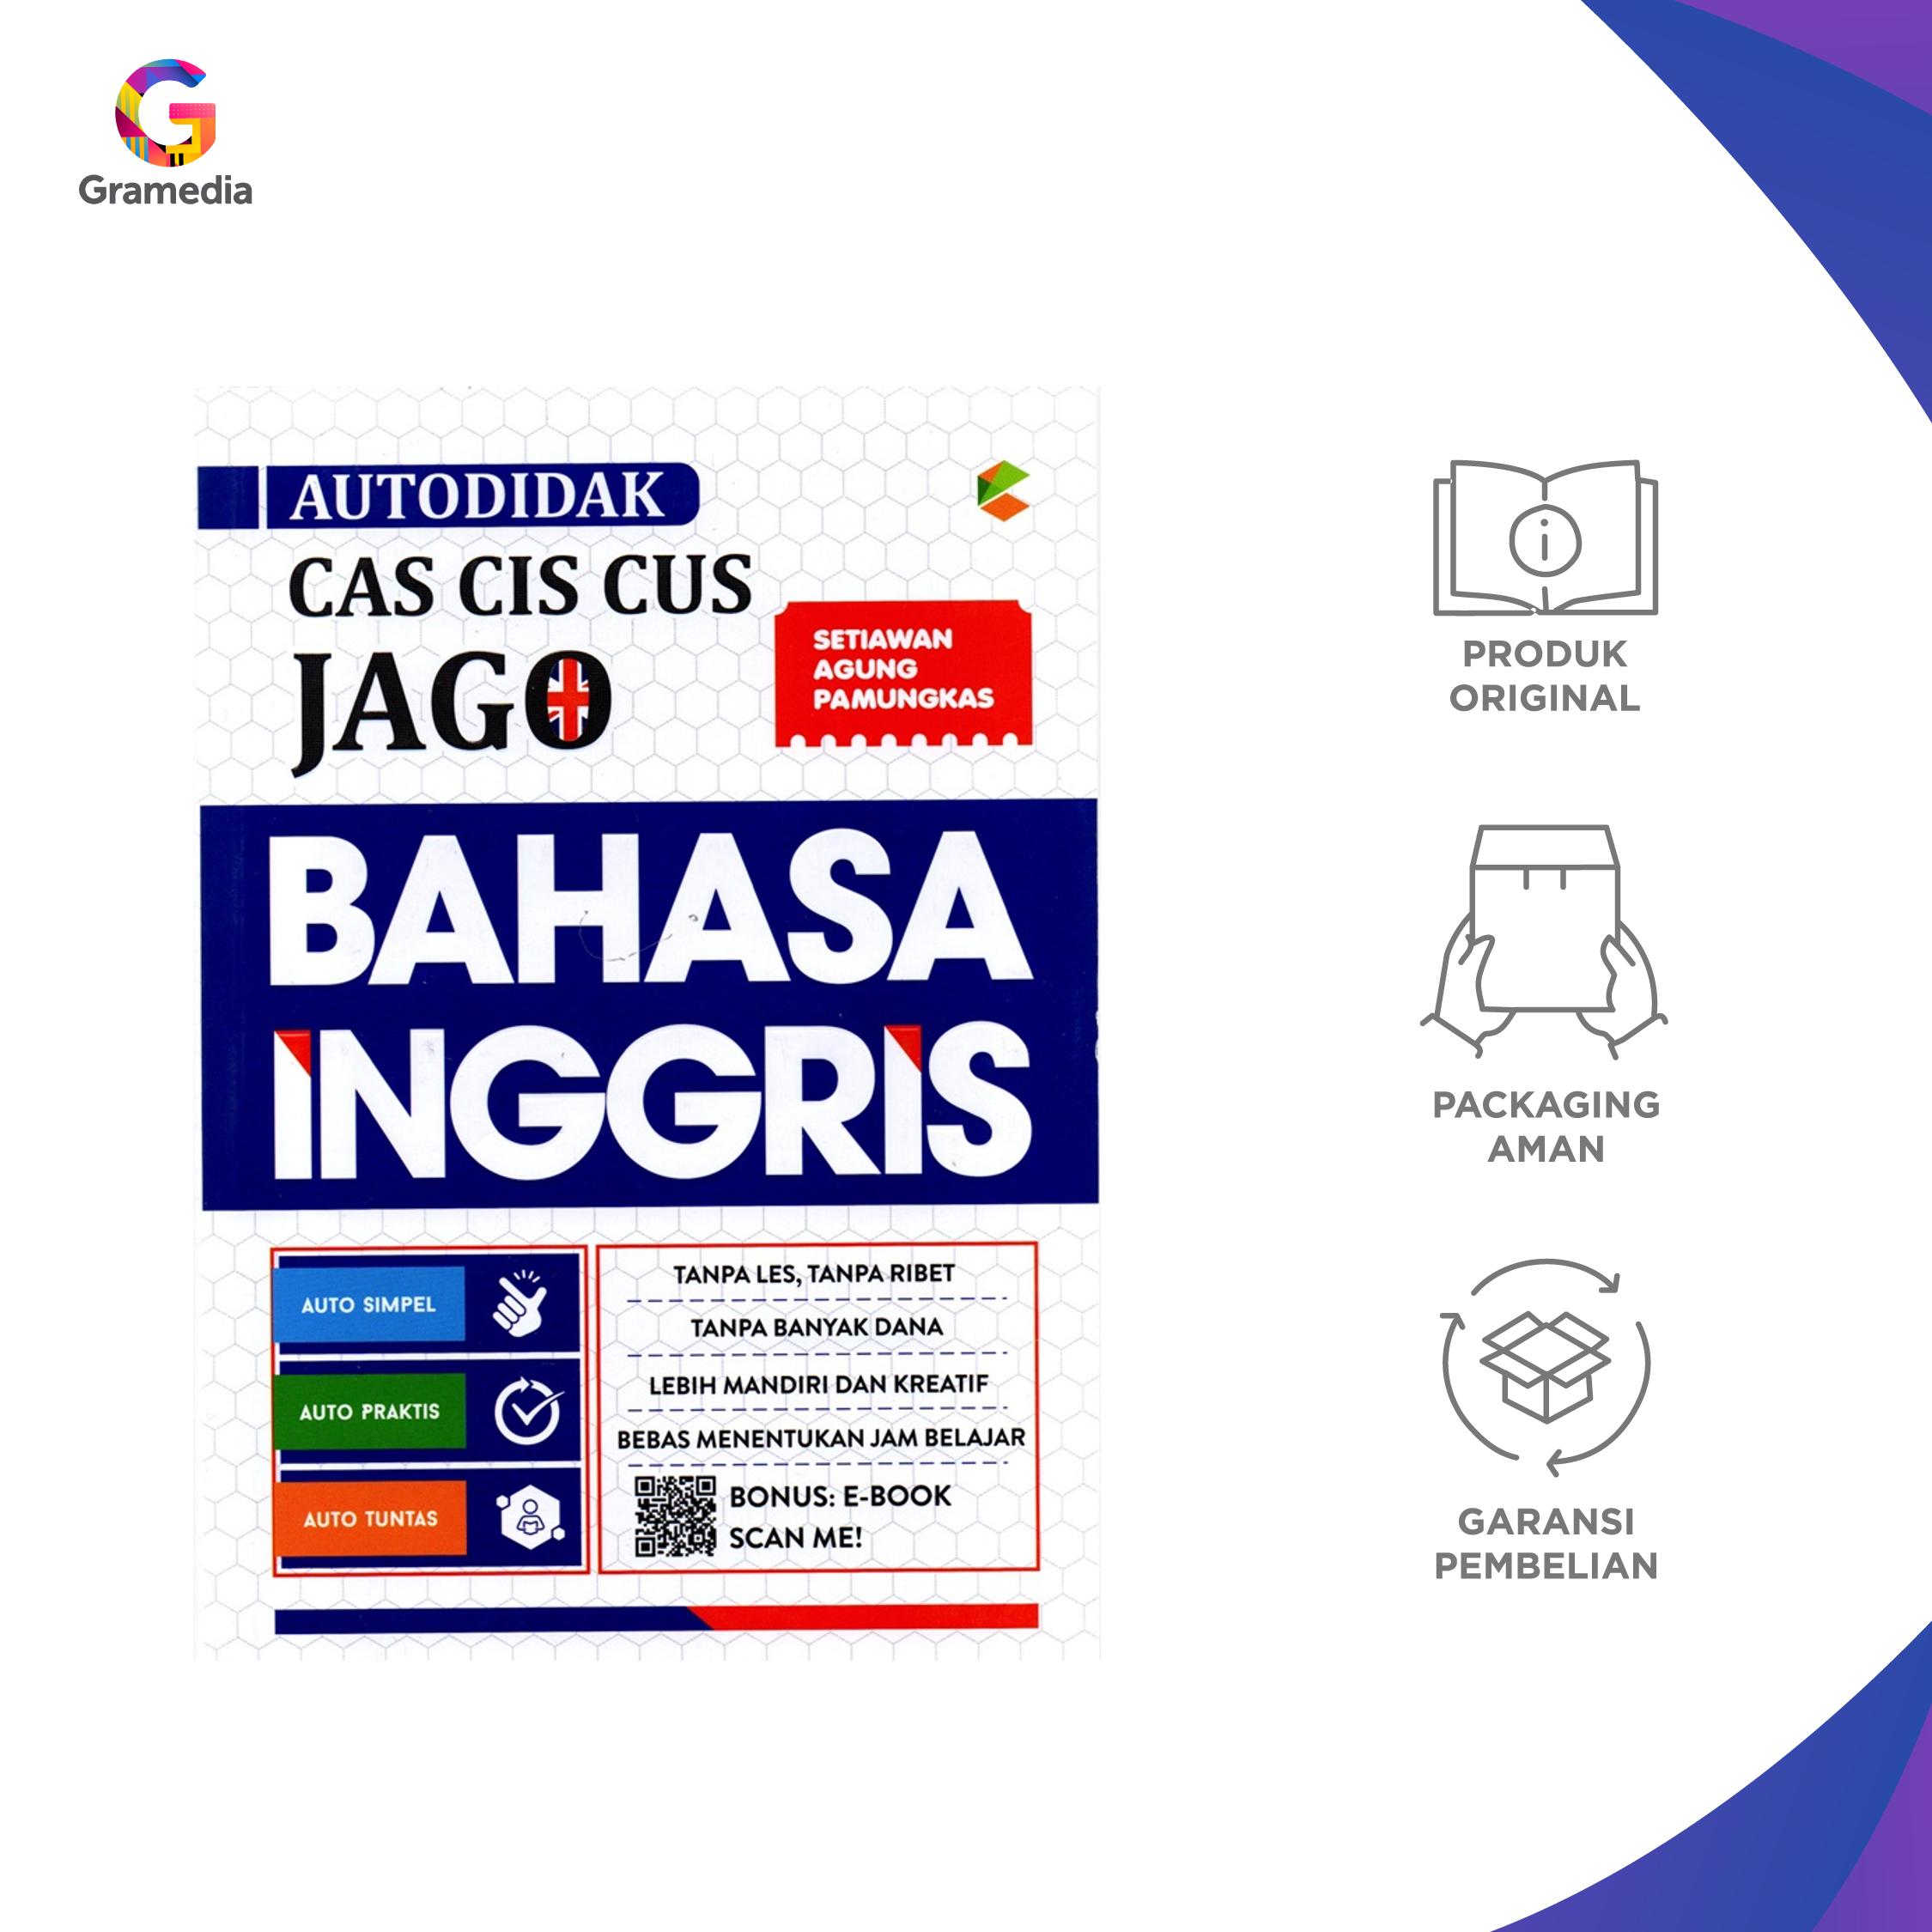 Gramedia
AUTODIDAK
CAS CIS CUS
JAGO
SETIAWAN
AGUNG
PAMUNGKAS
BAHASA
INGGRIS
AUTO SIMPEL
AUTO PRAKTIS
AUTO TUNTAS
TANPA LES, TANPA RIBET
TANPA BANYAK DANA
LEBIH MANDIRI DAN KREATIF
BEBAS MENENTUKAN JAM BELAJAR
BONUS: E-BOOK
SCAN ME!
PRODUK
ORIGINAL
PACKAGING
AMAN
GARANSI
PEMBELIAN